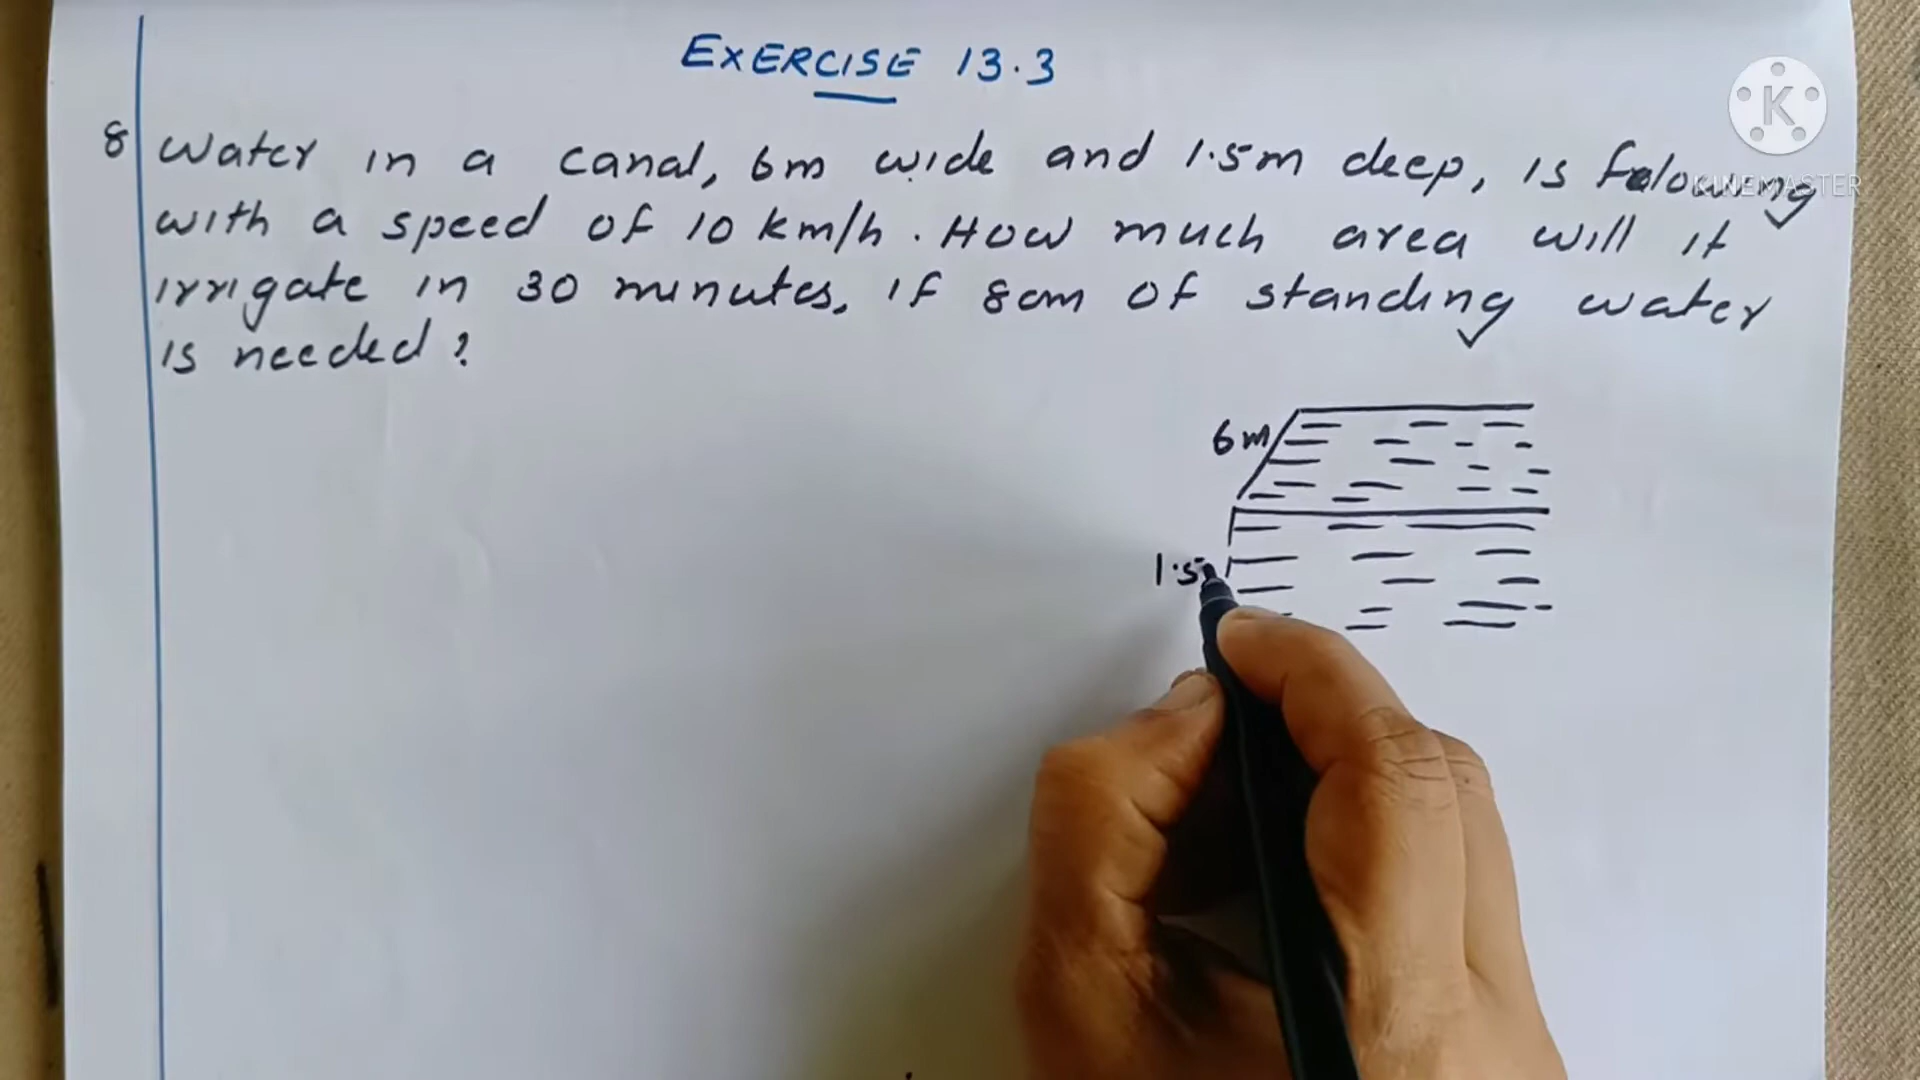 EXERCISE 13.3
8 Water in a canal, 6m wide and 1.5m deep, is folowing
with a speed of 10 km/h. How much area will it
irrigate in 30 minutes, if 8cm of standing water
is needed?
6m
1.5
K
KINEMASTER